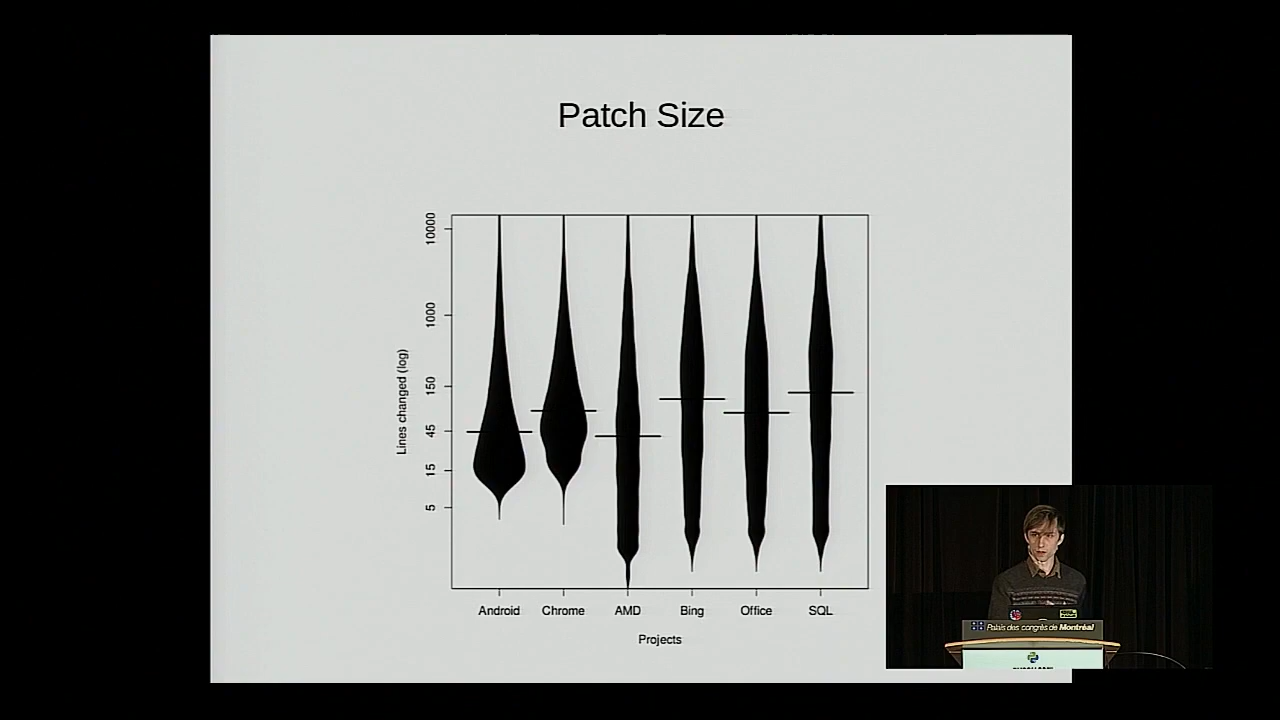 Patch Size
10000
1000
150
45
15
5
Lines changed (log)
Android Chrome AMD Bing Office SQL
Projects
Palais des congrès de Montréal